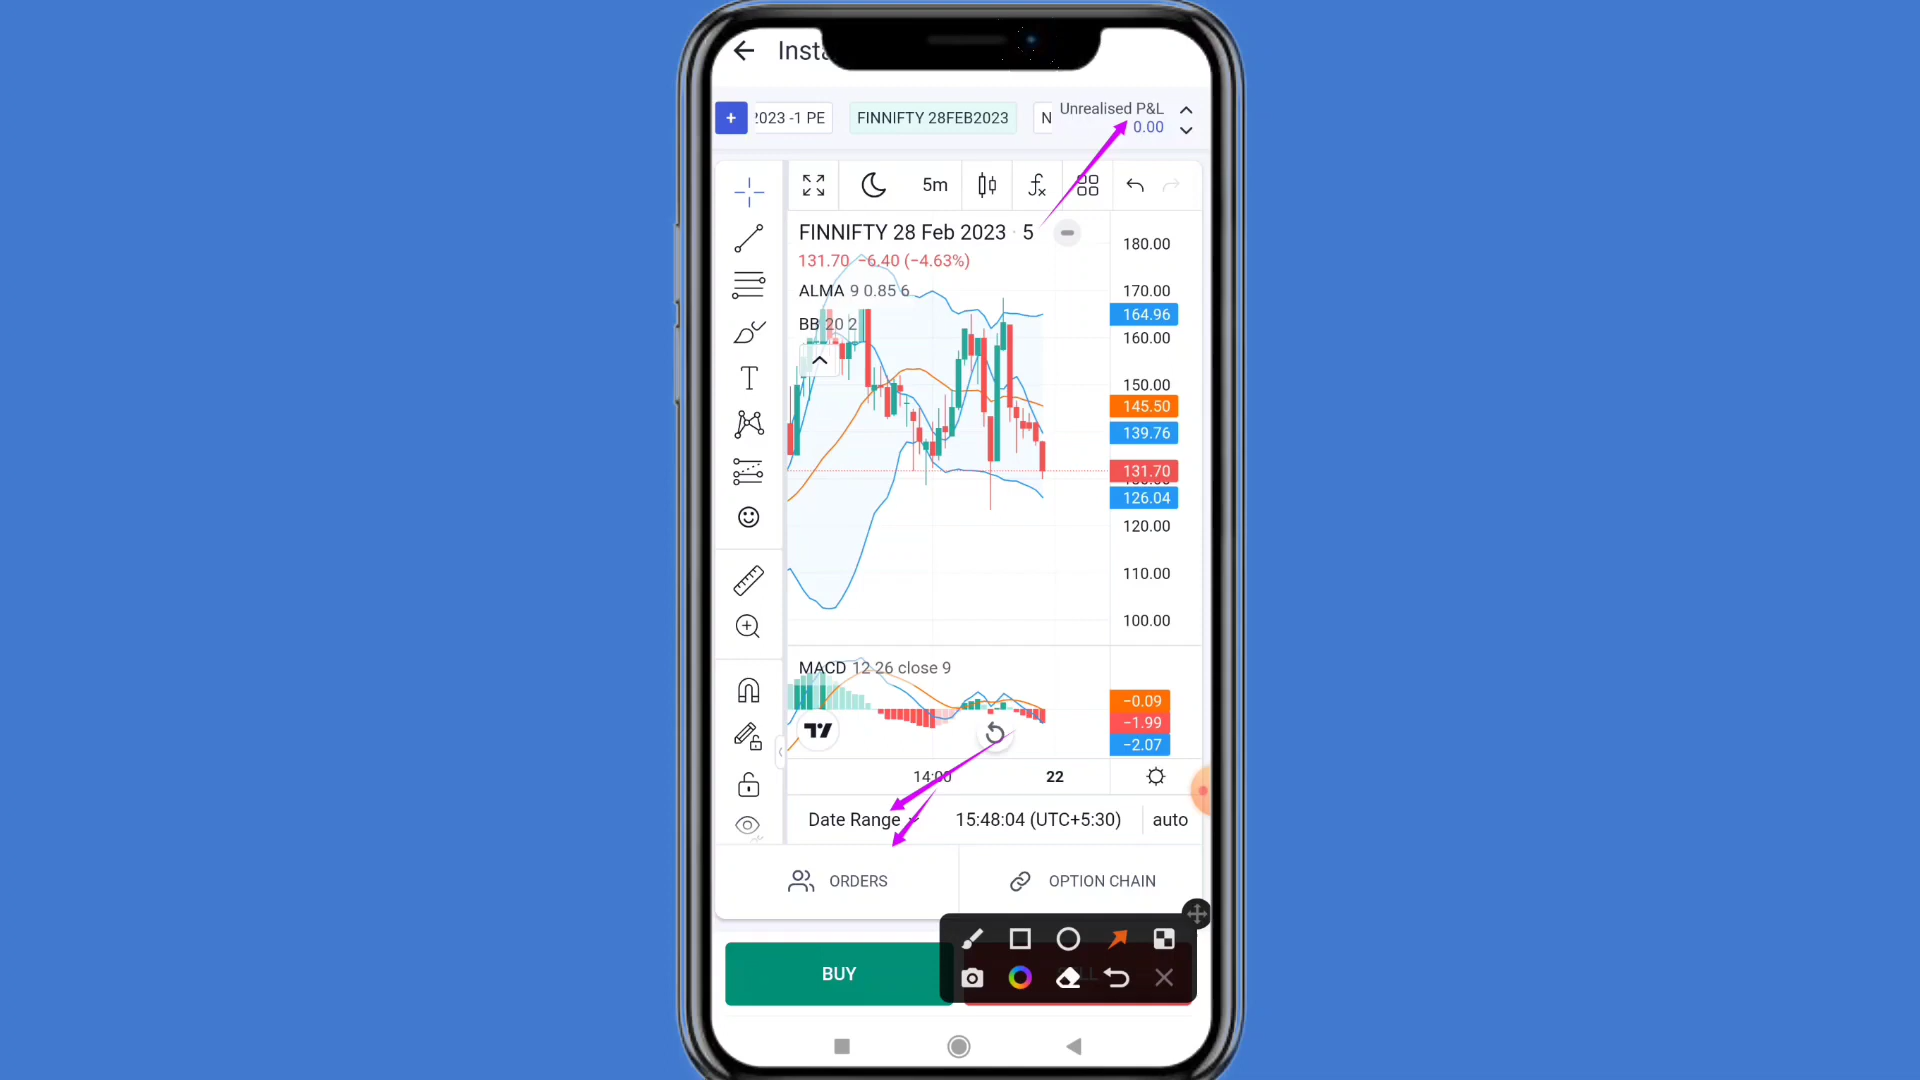 Insta
2023 -1 PE FINNIFTY 28FEB2023 N
Unrealised P&L
0.00
5m
FINNIFTY 28 Feb 2023 · 5
131.70 −6.40 (−4.63%)
ALMA 9 0.85 6
BB 20 2
180.00
170.00
164.96
160.00
150.00
145.50
139.76
131.70
126.04
120.00
110.00
100.00
MACD 12 26 close 9
−0.09
−1.99
−2.07
14:00 22
Date Range 15:48:04 (UTC+5:30) auto
ORDERS OPTION CHAIN
BUY